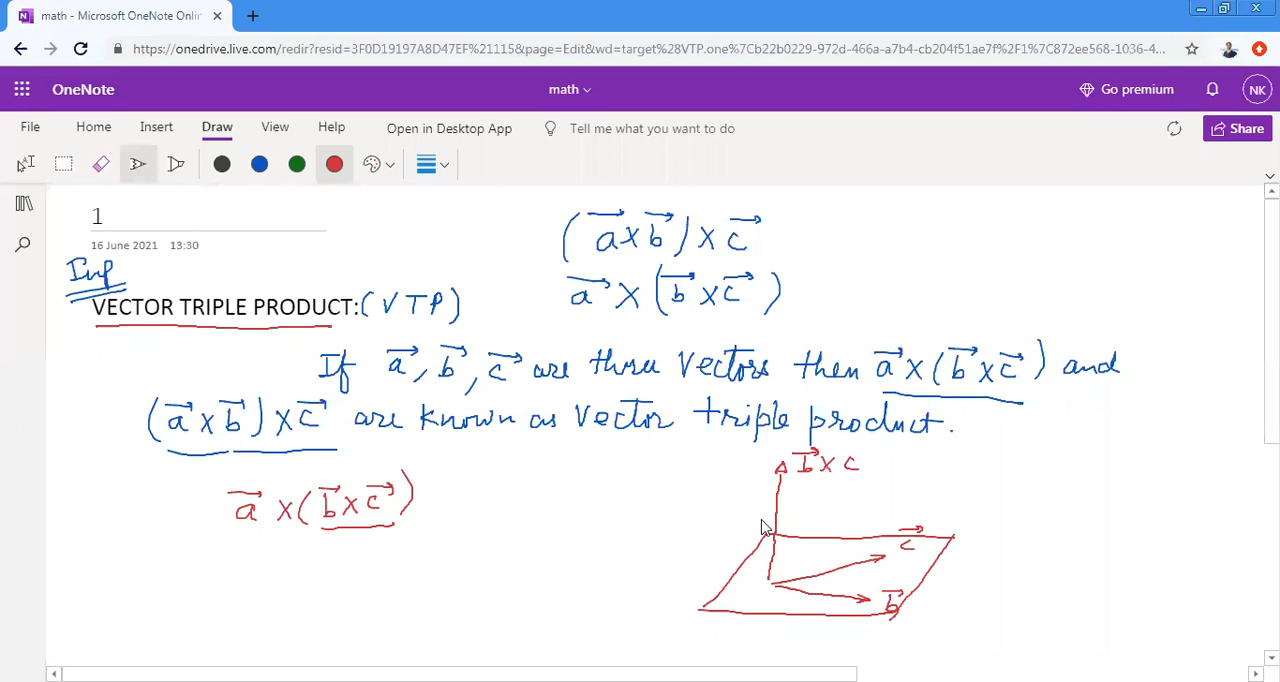 math - Microsoft OneNote Onlin
https://onedrive.live.com/redir?resid=3F0D19197A8D47EF%21115&page=Edit&wd=target%28VTP.one%7Cb22b0229-972d-466a-a7b4-cb204f51ae7f%2F1%7C872ee568-1036-4...
OneNote
math
Go premium
NK
File Home Insert Draw View Help Open in Desktop App Tell me what you want to do
Share
1
16 June 2021 13:30
(a⃗ × b⃗) × c⃗
a⃗ × (b⃗ × c⃗)
Imp
VECTOR TRIPLE PRODUCT: (VTP)
If a⃗, b⃗, c⃗ are three vectors then a⃗ × (b⃗ × c⃗) and
(a⃗ × b⃗) × c⃗ are known as vector triple product.
b⃗ × c
a⃗ × (b⃗ × c⃗)
c⃗
b⃗